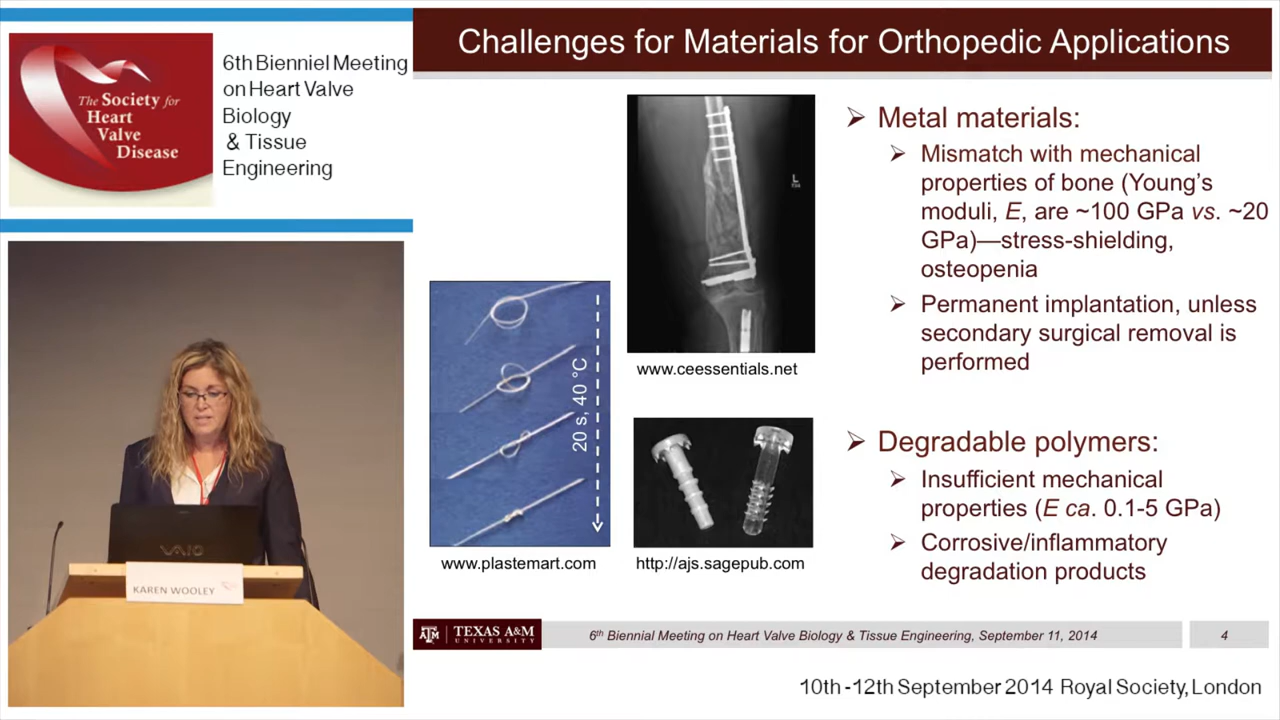 6th Bienniel Meeting
on Heart Valve
Biology
& Tissue
Engineering
The Society for
Heart
Valve
Disease
VAIO
KAREN WOOLEY
Challenges for Materials for Orthopedic Applications
20 s, 40 °C
www.plastemart.com
L
www.ceessentials.net
http://ajs.sagepub.com
➢ Metal materials:
➢ Mismatch with mechanical
properties of bone (Young's
moduli, E, are ~100 GPa vs. ~20
GPa)—stress-shielding,
osteopenia
➢ Permanent implantation, unless
secondary surgical removal is
performed
➢ Degradable polymers:
➢ Insufficient mechanical
properties (E ca. 0.1-5 GPa)
➢ Corrosive/inflammatory
degradation products
ATM TEXAS A&M
UNIVERSITY
6th Biennial Meeting on Heart Valve Biology & Tissue Engineering, September 11, 2014
4
10th -12th September 2014 Royal Society, London